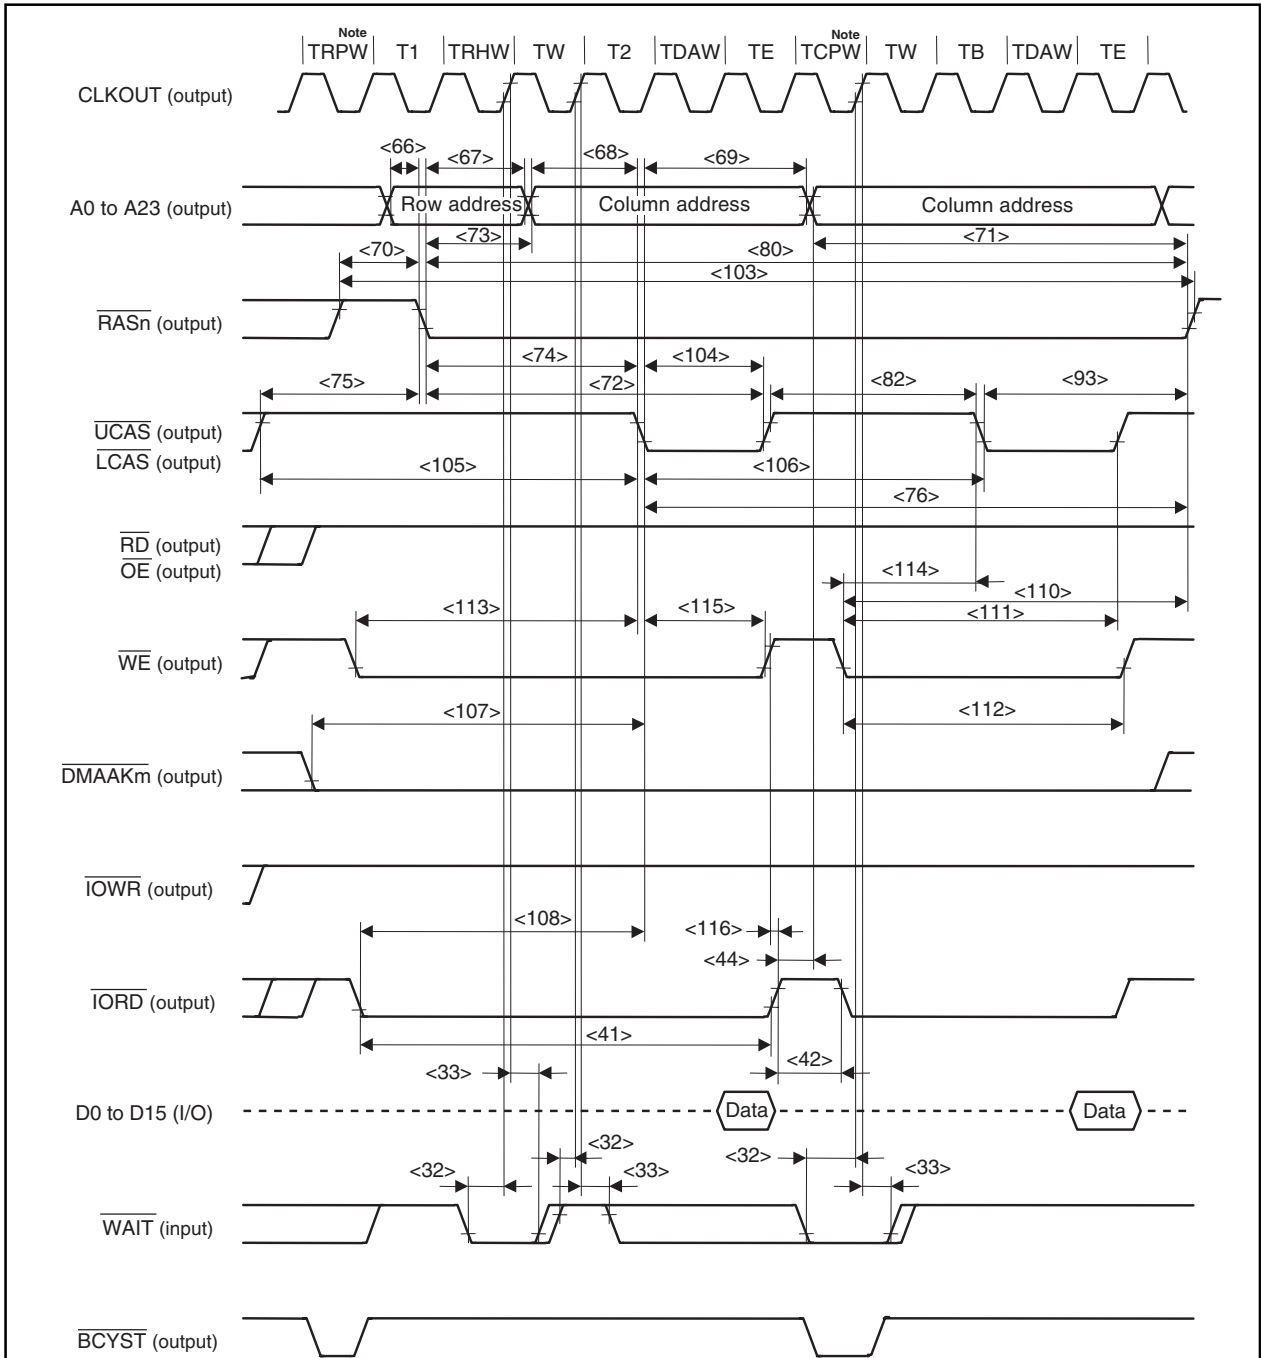 Note Note
TRPW T1 TRHW TW T2 TDAW TE TCPW TW TB TDAW TE
CLKOUT (output)
<66> <67> <68> <69>
A0 to A23 (output) Row address Column address Column address
<73> <71>
<70> <80>
<103>
RASn (output)
<74> <104>
<75> <72> <82> <93>
UCAS (output)
LCAS (output)
<105> <106>
<76>
RD (output)
OE (output)
<114>
<110>
<113> <115> <111>
WE (output)
<107> <112>
DMAAKm (output)
IOWR (output)
<108> <116>
<44>
IORD (output)
<41>
<33> <42>
D0 to D15 (I/O) Data Data
<32>
<32> <33> <32> <33>
WAIT (input)
BCYST (output)